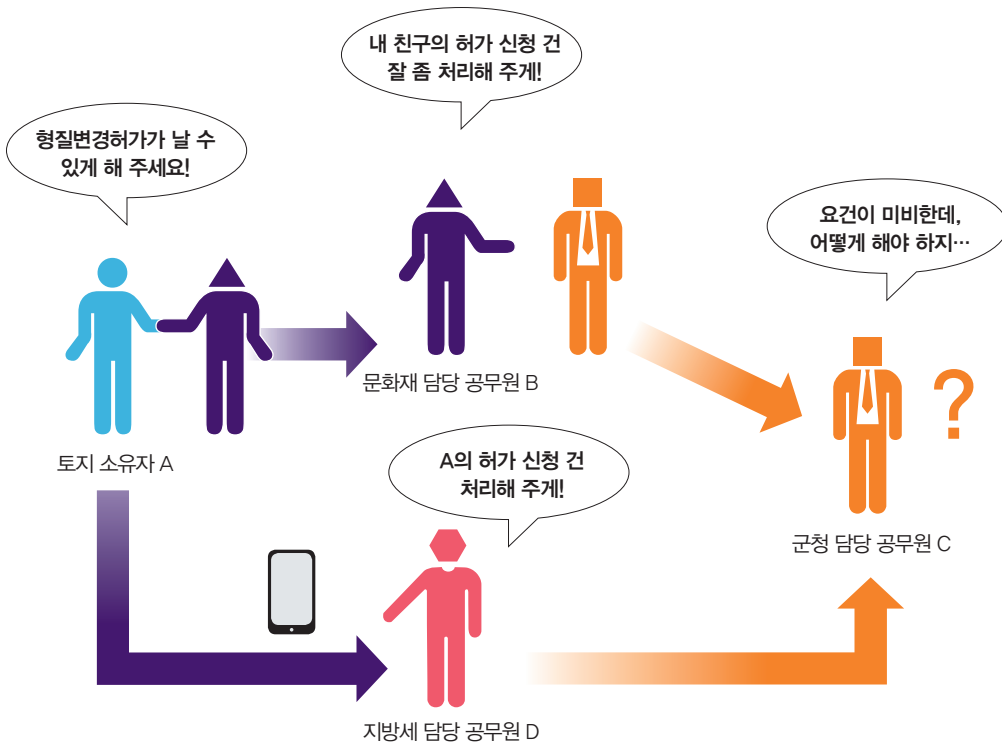 내 친구의 허가 신청 건
잘 좀 처리해 주게!
형질변경허가가 날 수
있게 해 주세요!
요건이 미비한데,
어떻게 해야 하지…
문화재 담당 공무원 B
토지 소유자 A
A의 허가 신청 건
처리해 주게!
군청 담당 공무원 C
?
지방세 담당 공무원 D